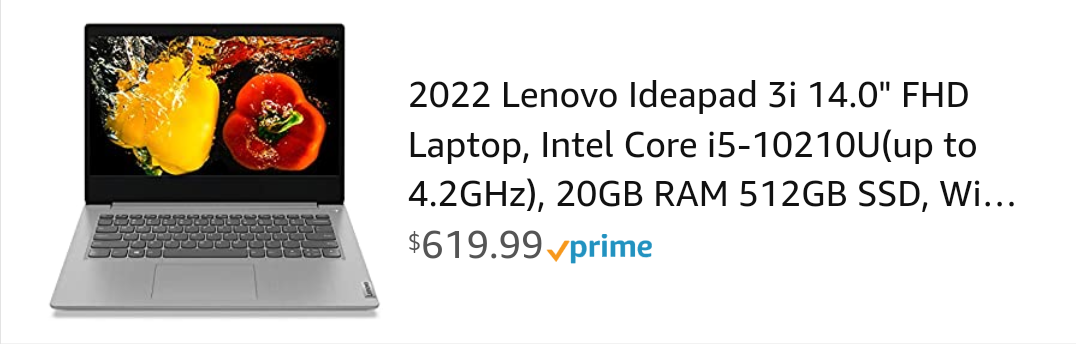 2022 Lenovo Ideapad 3i 14.0" FHD
Laptop, Intel Core i5-10210U(up to
4.2GHz), 20GB RAM 512GB SSD, Wi...
$619.99 prime
Lenovo